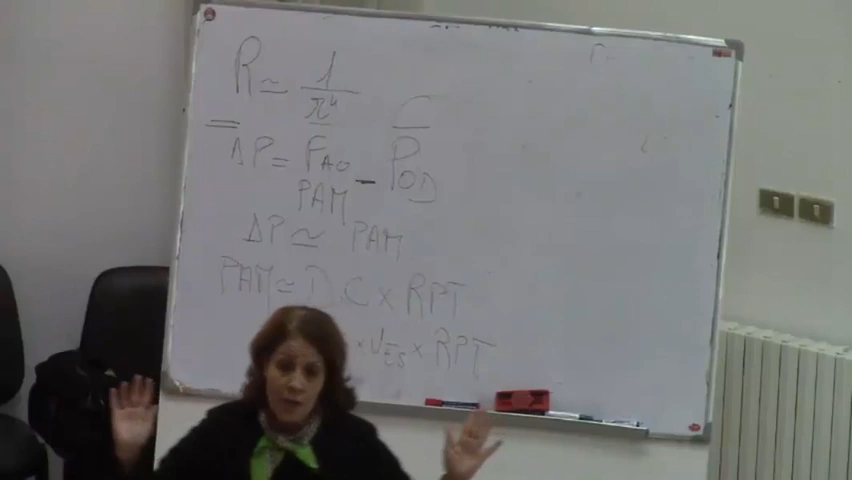 R ≃ 1/r⁴
ΔP = PAO - POD
PAM
ΔP ≃ PAM
PAM ≃ D.C x RPT
x VES x RPT